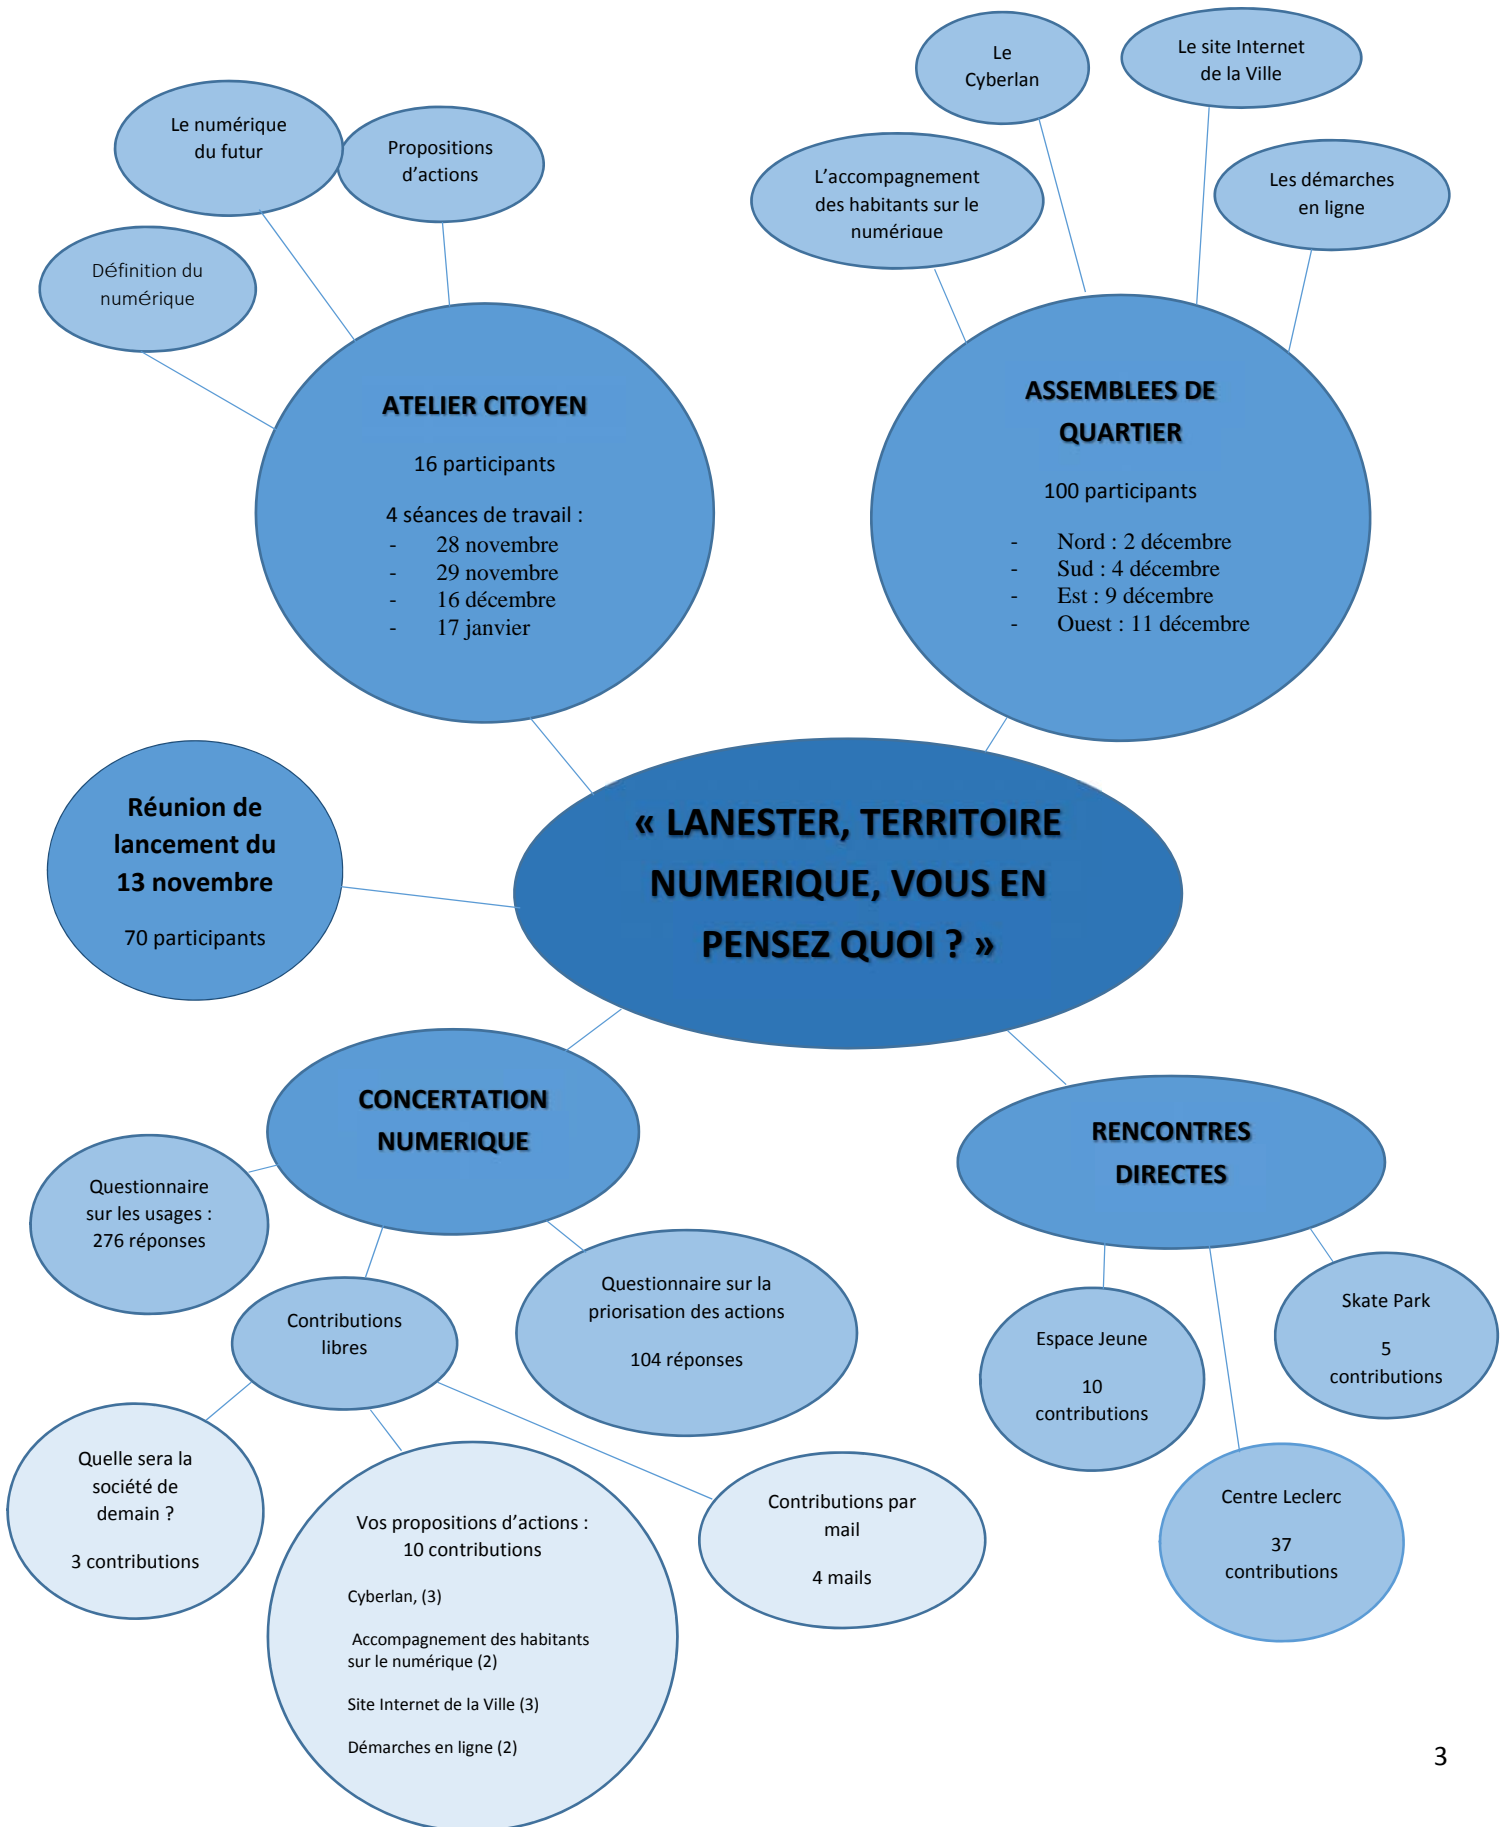 Le
Cyberlan
Le site Internet
de la Ville
Le numérique
du futur
Propositions
d’actions
L’accompagnement
des habitants sur le
numérique
Les démarches
en ligne
Définition du
numérique
ATELIER CITOYEN
16 participants
4 séances de travail :
- 28 novembre
- 29 novembre
- 16 décembre
- 17 janvier
ASSEMBLEES DE
QUARTIER
100 participants
- Nord : 2 décembre
- Sud : 4 décembre
- Est : 9 décembre
- Ouest : 11 décembre
Réunion de
lancement du
13 novembre
70 participants
« LANESTER, TERRITOIRE
NUMERIQUE, VOUS EN
PENSEZ QUOI ? »
CONCERTATION
NUMERIQUE
RENCONTRES
DIRECTES
Questionnaire
sur les usages :
276 réponses
Contributions
libres
Questionnaire sur la
priorisation des actions
104 réponses
Espace Jeune
10
contributions
Skate Park
5
contributions
Centre Leclerc
37
contributions
Quelle sera la
société de
demain ?
3 contributions
Vos propositions d’actions :
10 contributions
Cyberlan, (3)
Accompagnement des habitants
sur le numérique (2)
Site Internet de la Ville (3)
Démarches en ligne (2)
Contributions par
mail
4 mails
3